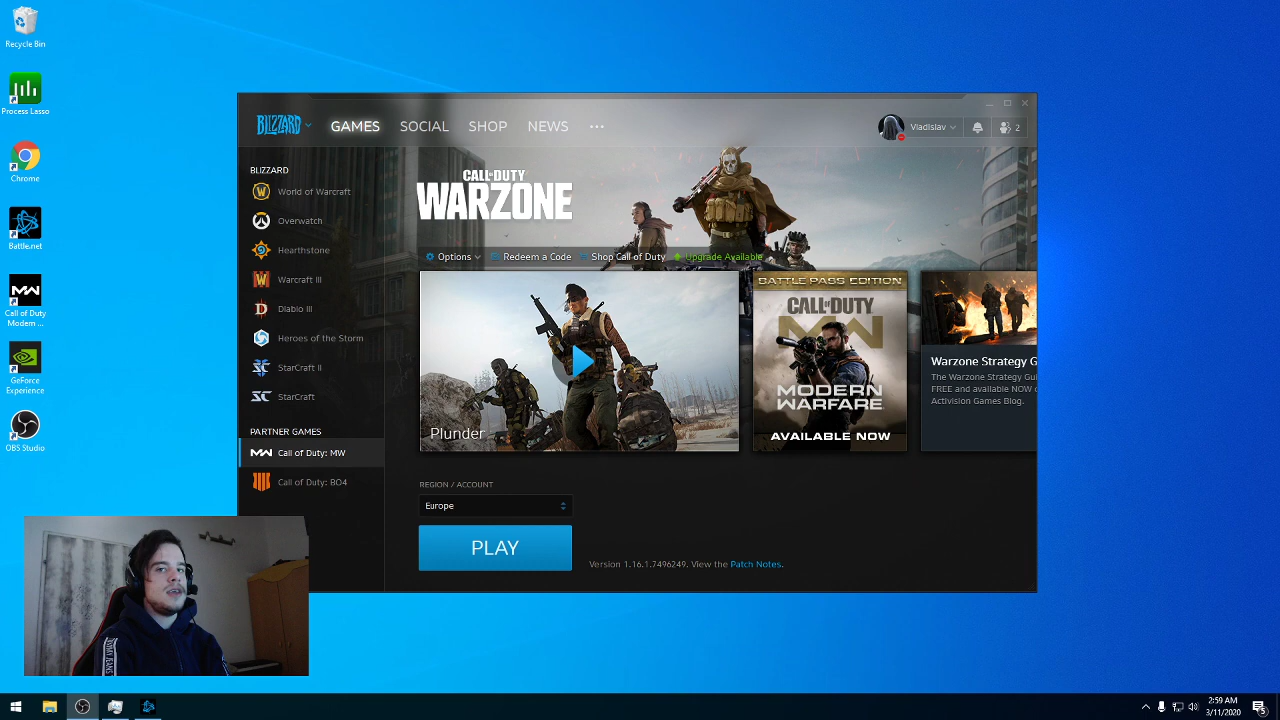 Recycle Bin
Process Lasso
Chrome
Battle.net
Call of Duty
Modern ...
GeForce
Experience
OBS Studio
BLIZZARD
GAMES
SOCIAL
SHOP
NEWS
Vladislav
2
BLIZZARD
World of Warcraft
Overwatch
Hearthstone
Warcraft III
Diablo III
Heroes of the Storm
StarCraft II
StarCraft
PARTNER GAMES
Call of Duty: MW
Call of Duty: BO4
CALL OF DUTY
WARZONE
Options
Redeem a Code
Shop Call of Duty
Upgrade Available
Plunder
BATTLE PASS EDITION
CALL OF DUTY
MW
MODERN
WARFARE
AVAILABLE NOW
Warzone Strategy G
The Warzone Strategy Gui
FREE and available NOW o
Activision Games Blog.
REGION / ACCOUNT
Europe
PLAY
Version 1.16.1.7496249. View the Patch Notes.
2:59 AM
3/11/2020